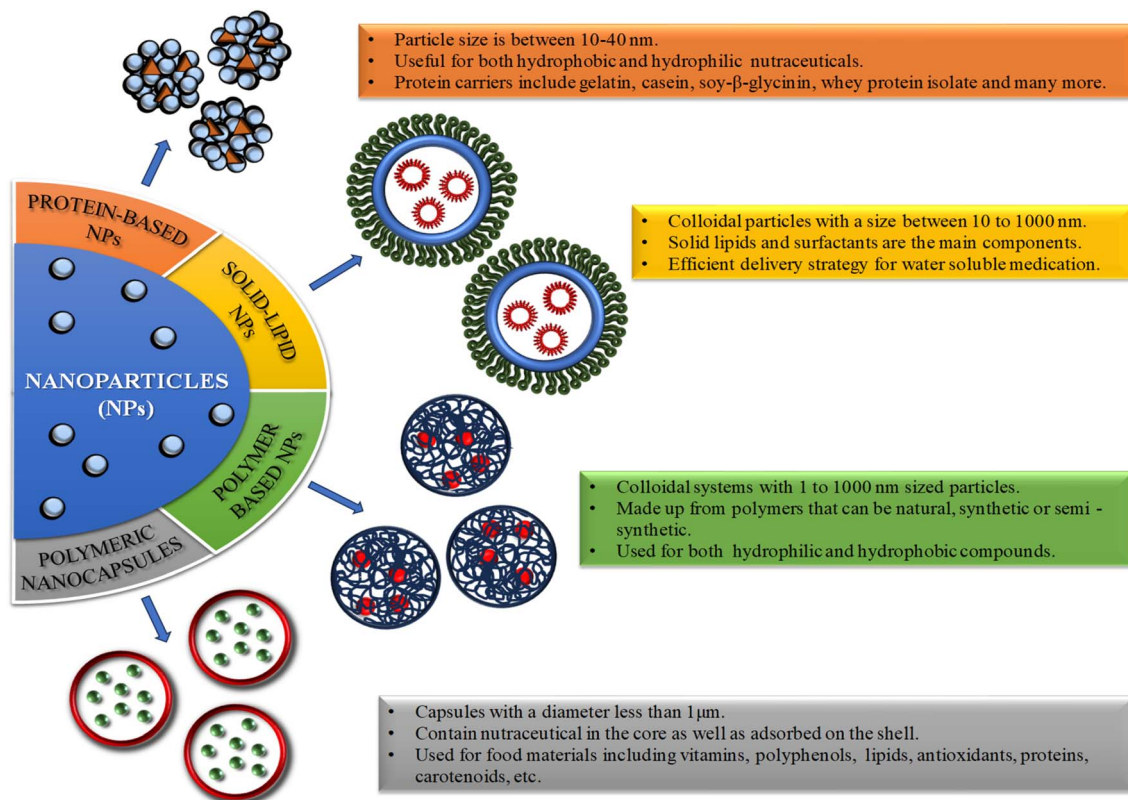 • Particle size is between 10-40 nm.
• Useful for both hydrophobic and hydrophilic nutraceuticals.
• Protein carriers include gelatin, casein, soy-β-glycinin, whey protein isolate and many more.
PROTEIN-BASED
NPs
SOLID-LIPID
NPs
• Colloidal particles with a size between 10 to 1000 nm.
• Solid lipids and surfactants are the main components.
• Efficient delivery strategy for water soluble medication.
NANOPARTICLES
(NPs)
POLYMER
BASED NPs
• Colloidal systems with 1 to 1000 nm sized particles.
• Made up from polymers that can be natural, synthetic or semi -
synthetic.
• Used for both hydrophilic and hydrophobic compounds.
POLYMERIC
NANOCAPSULES
• Capsules with a diameter less than 1μm.
• Contain nutraceutical in the core as well as adsorbed on the shell.
• Used for food materials including vitamins, polyphenols, lipids, antioxidants, proteins,
carotenoids, etc.